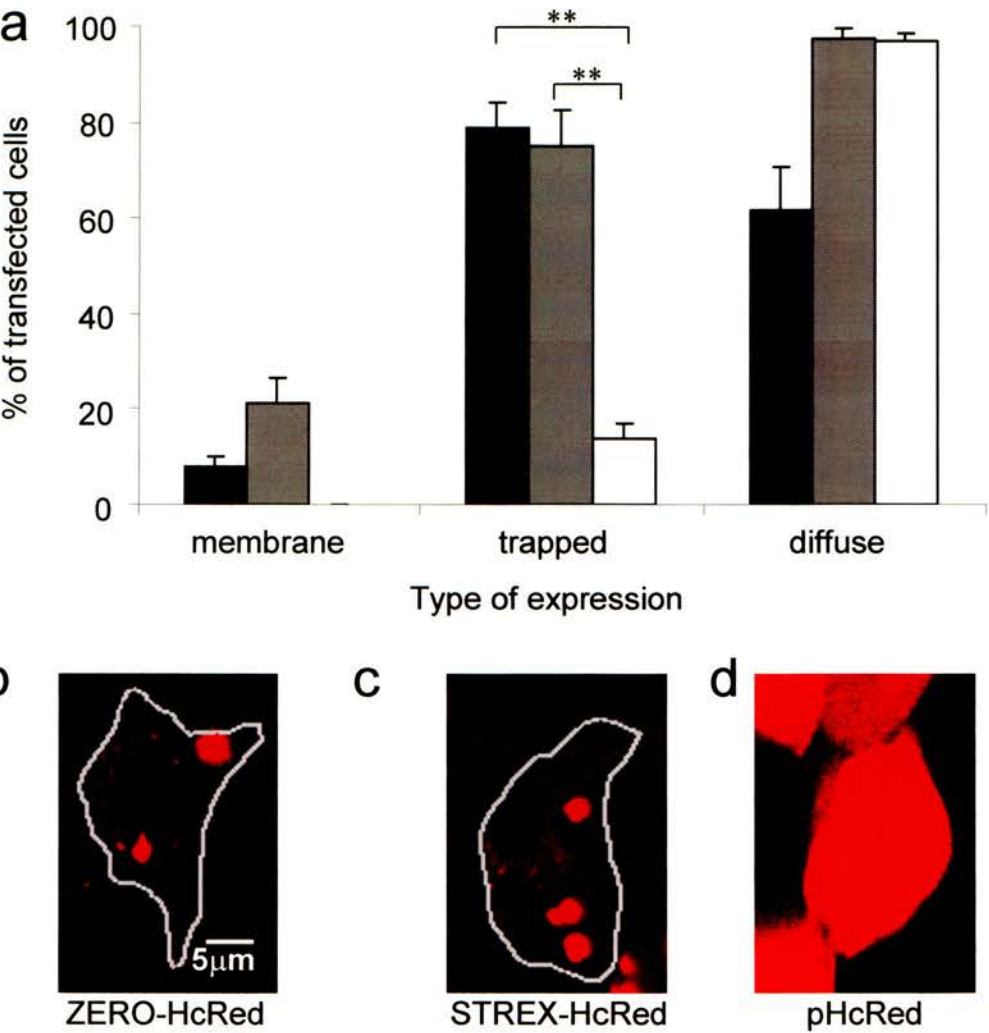 a
% of transfected cells
100
80
60
40
20
0
**
**
membrane trapped diffuse
Type of expression
c d
5µm
ZERO-HcRed STREX-HcRed pHcRed